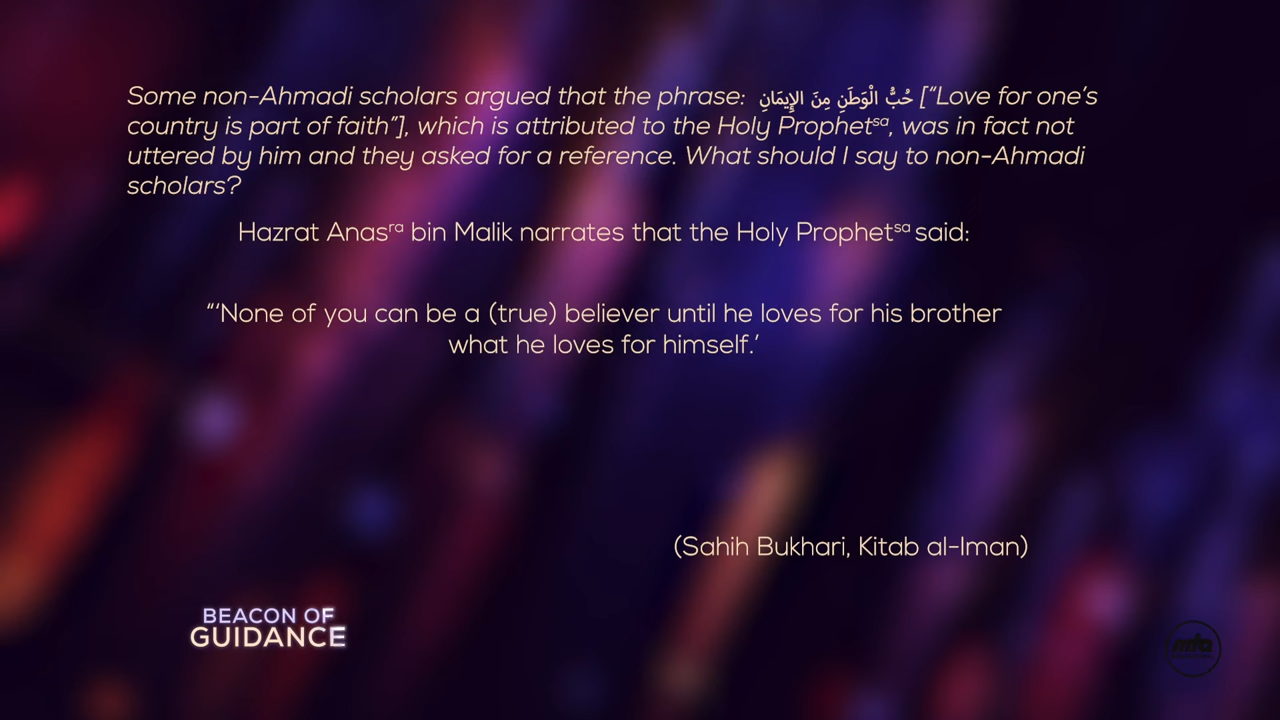 Some non-Ahmadi scholars argued that the phrase: حُبُّ الْوَطَنِ مِنَ الإِيمَانِ [“Love for one’s
country is part of faith”], which is attributed to the Holy Prophetˢᵃ, was in fact not
uttered by him and they asked for a reference. What should I say to non-Ahmadi
scholars?
Hazrat Anasʳᵃ bin Malik narrates that the Holy Prophetˢᵃ said:
“‘None of you can be a (true) believer until he loves for his brother
what he loves for himself.’
(Sahih Bukhari, Kitab al-Iman)
BEACON OF
GUIDANCE
mta